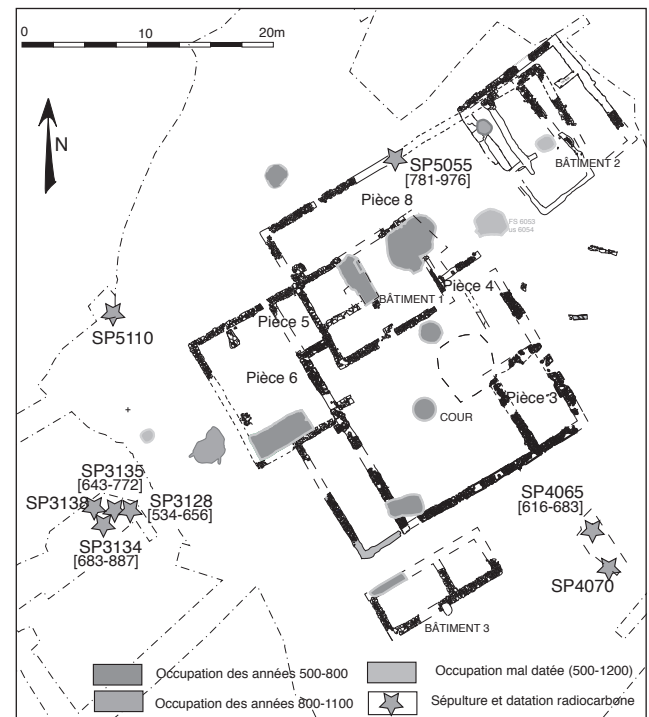 0 10 20m
N
BÂTIMENT 2
SP5055
[781-976]
Pièce 8
FS 6053
us 6054
Pièce 4
BÂTIMENT 1
SP5110
Pièce 5
Pièce 6
Pièce 3
COUR
SP3135
[643-772]
SP3138
SP3128
[534-656]
SP3134
[683-887]
SP4065
[616-683]
SP4070
BÂTIMENT 3
Occupation des années 500-800
Occupation mal datée (500-1200)
Occupation des années 800-1100
Sépulture et datation radiocarbone